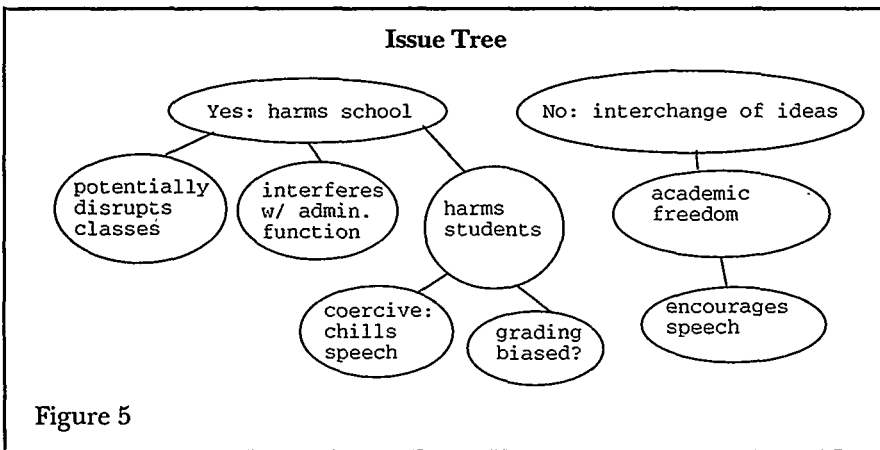 Issue Tree
Yes: harms school
No: interchange of ideas
potentially
disrupts
classes
interferes
w/ admin.
function
harms
students
academic
freedom
coercive:
chills
speech
grading
biased?
encourages
speech
Figure 5